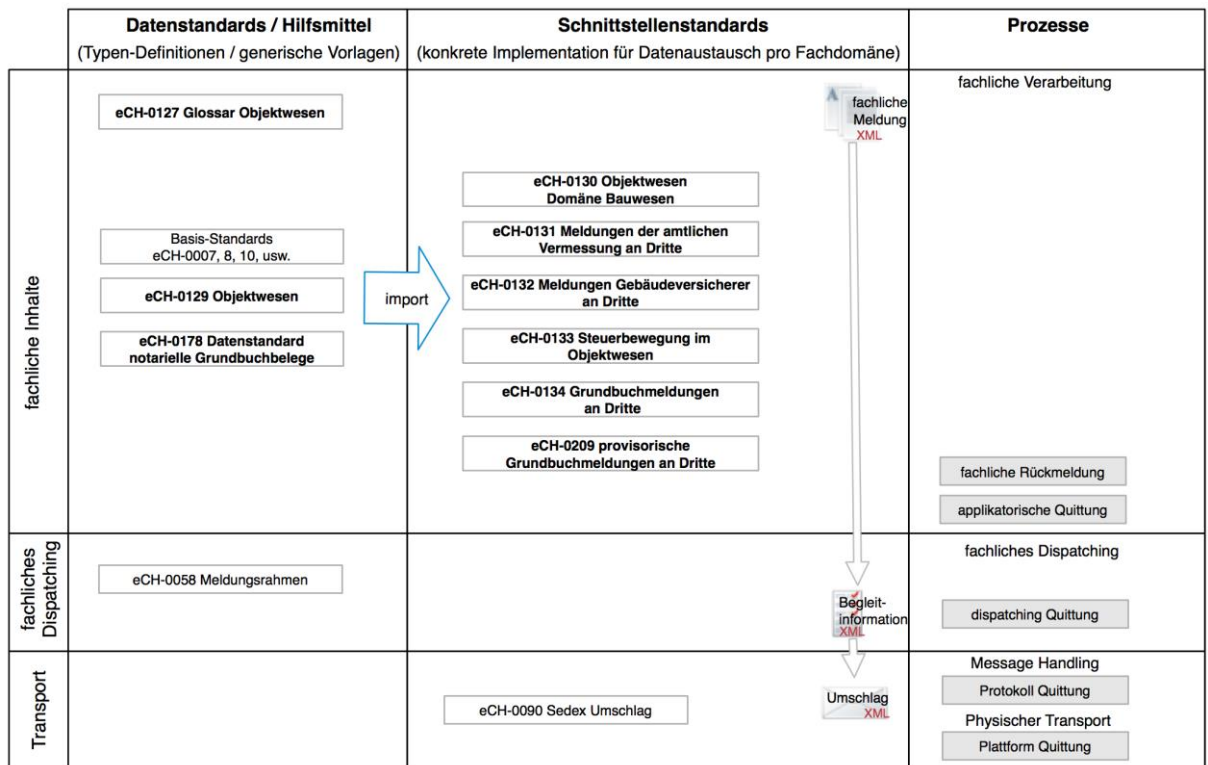 Datenstandards / Hilfsmittel
(Typen-Definitionen / generische Vorlagen)
Schnittstellenstandards
(konkrete Implementation für Datenaustausch pro Fachdomäne)
Prozesse
fachliche Inhalte
eCH-0127 Glossar Objektwesen
Basis-Standards
eCH-0007, 8, 10, usw.
eCH-0129 Objektwesen
eCH-0178 Datenstandard
notarielle Grundbuchbelege
import
eCH-0130 Objektwesen
Domäne Bauwesen
eCH-0131 Meldungen der amtlichen
Vermessung an Dritte
eCH-0132 Meldungen Gebäudeversicherer
an Dritte
eCH-0133 Steuerbewegung im
Objektwesen
eCH-0134 Grundbuchmeldungen
an Dritte
eCH-0209 provisorische
Grundbuchmeldungen an Dritte
A
fachliche
Meldung
XML
fachliche Verarbeitung
fachliche Rückmeldung
applikatorische Quittung
fachliches
Dispatching
eCH-0058 Meldungsrahmen
Begleit-
information
XML
fachliches Dispatching
dispatching Quittung
Transport
eCH-0090 Sedex Umschlag
Umschlag
XML
Message Handling
Protokoll Quittung
Physischer Transport
Plattform Quittung